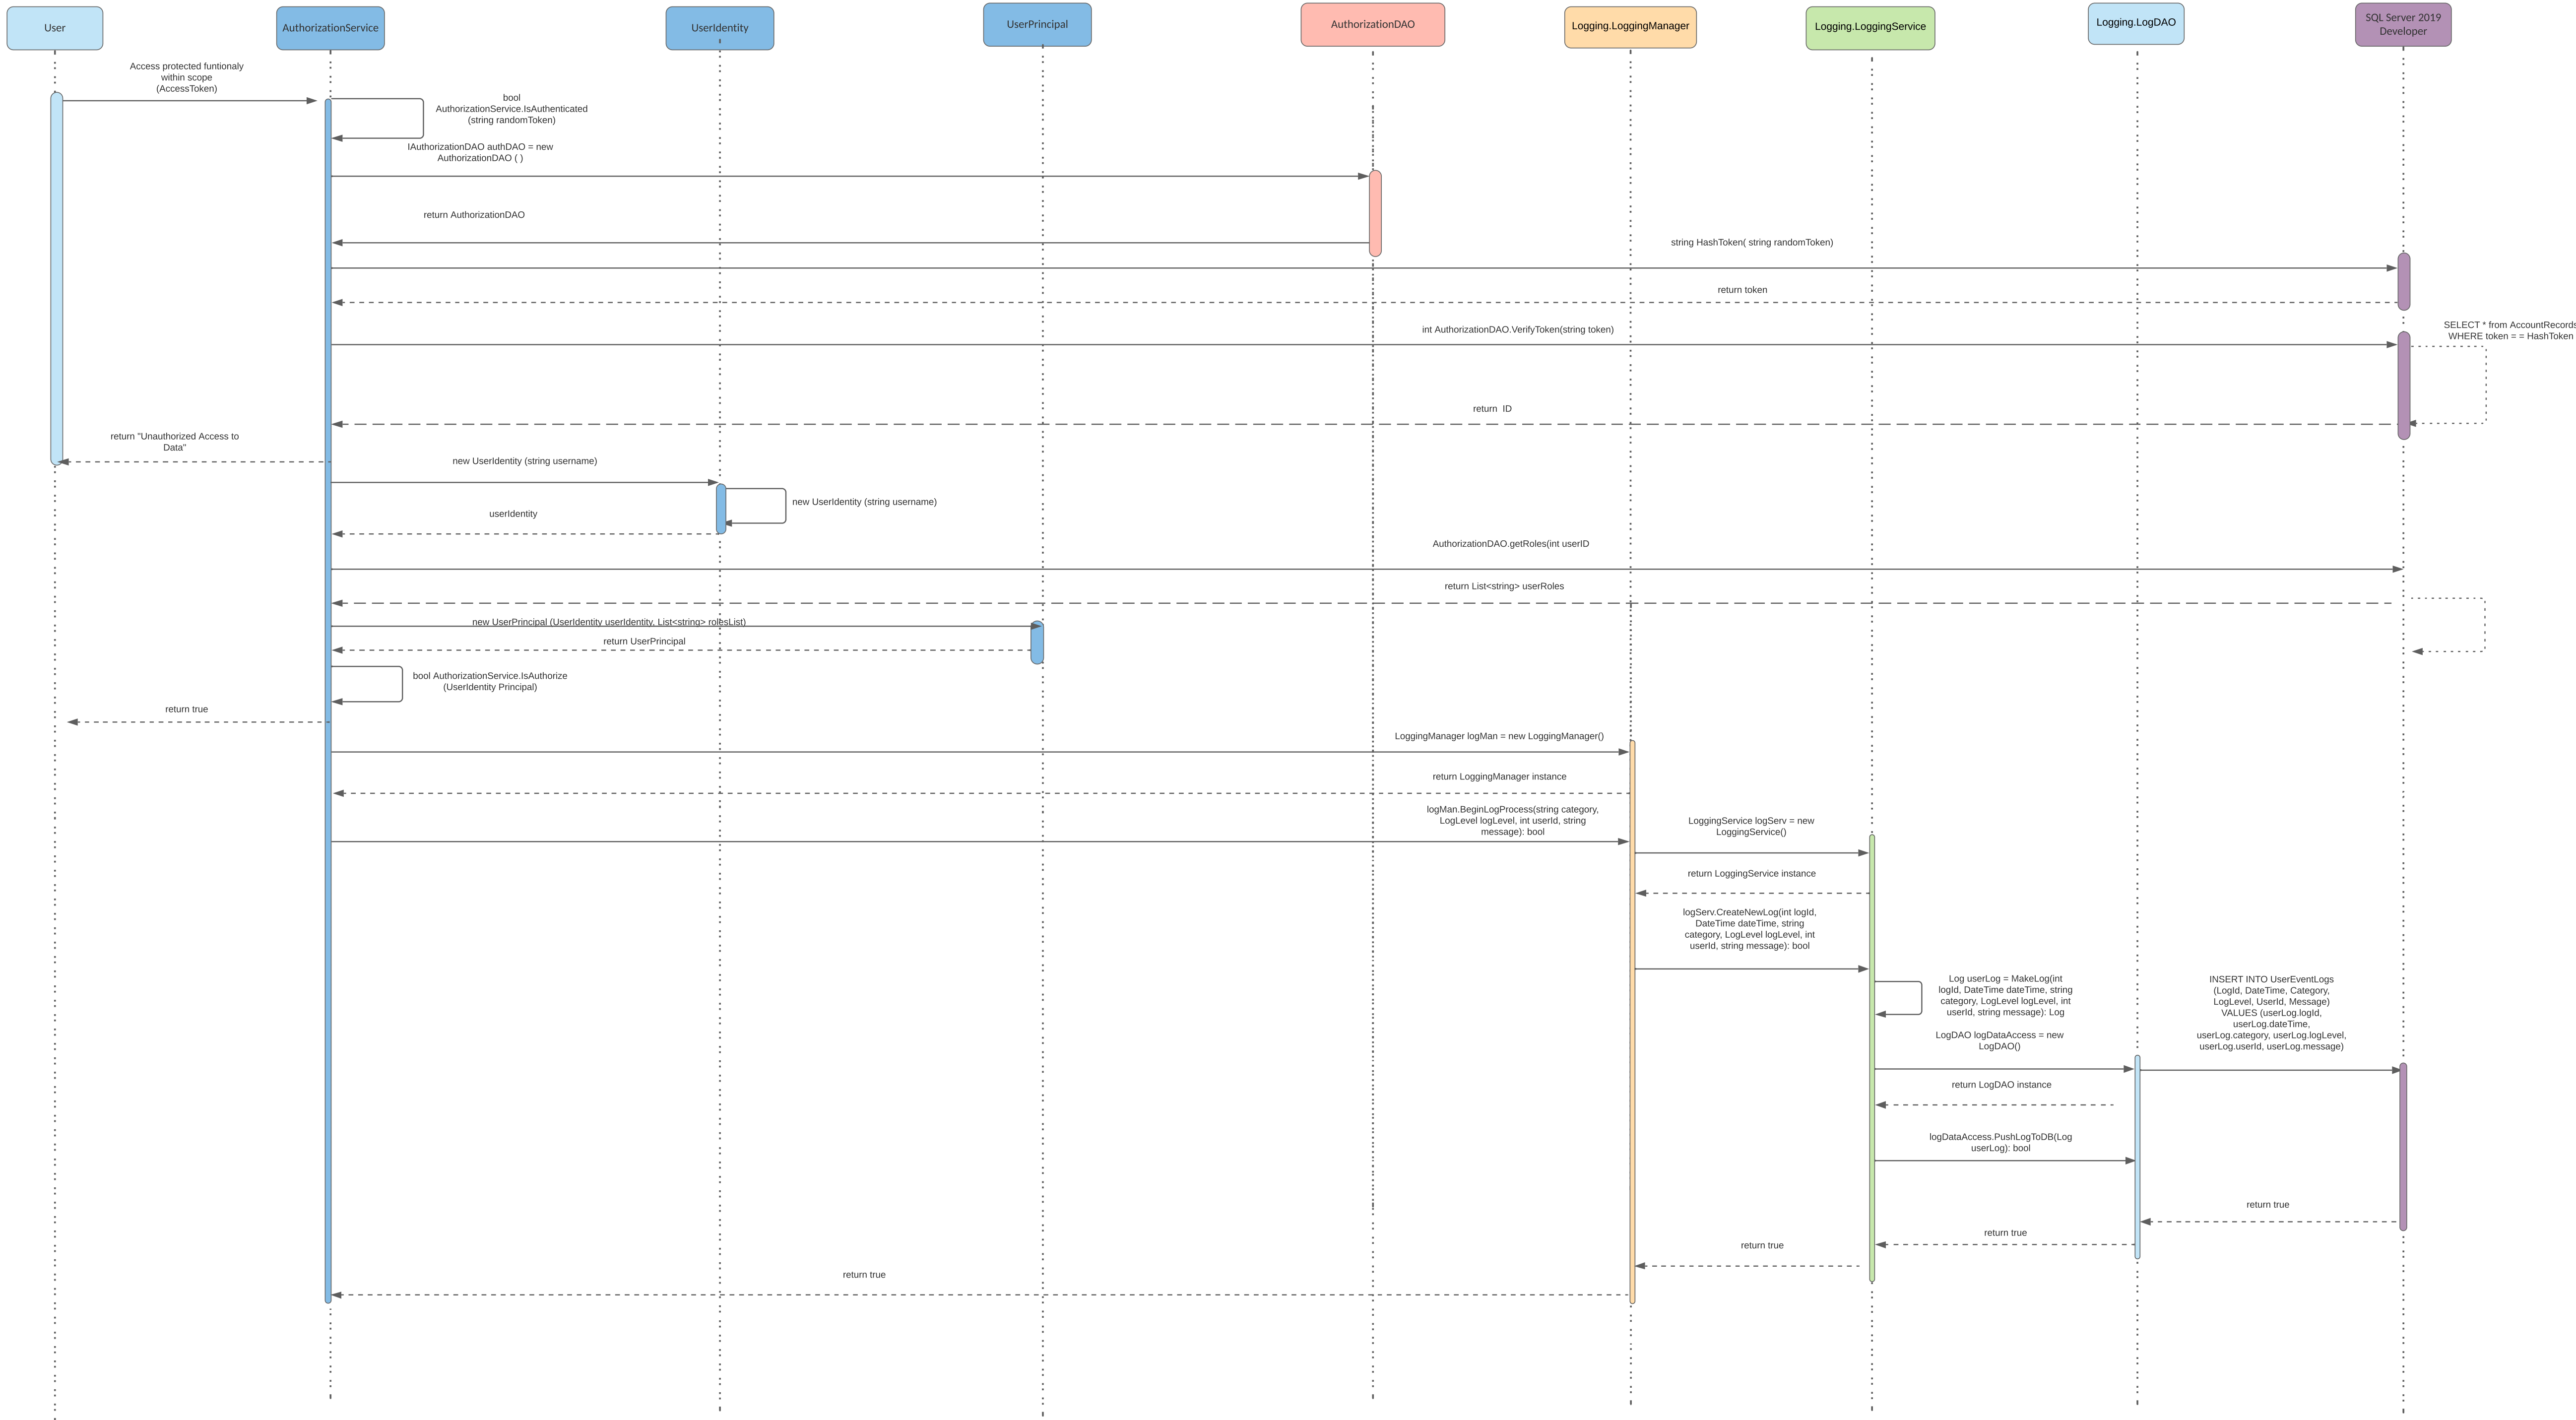 User
AuthorizationService
UserIdentity
UserPrincipal
AuthorizationDAO
Logging.LoggingManager
Logging.LoggingService
Logging.LogDAO
SQL Server 2019
Developer
Access protected funtionaly
within scope
(AccessToken)
bool
AuthorizationService.IsAuthenticated
(string randomToken)
IAuthorizationDAO authDAO = new
AuthorizationDAO ( )
return AuthorizationDAO
string HashToken( string randomToken)
return token
int AuthorizationDAO.VerifyToken(string token)
SELECT * from AccountRecords
WHERE token = = HashToken
return  ID
return "Unauthorized Access to
Data"
new UserIdentity (string username)
new UserIdentity (string username)
userIdentity
AuthorizationDAO.getRoles(int userID
return List<string> userRoles
new UserPrincipal (UserIdentity userIdentity, List<string> rolesList)
return UserPrincipal
bool AuthorizationService.IsAuthorize
(UserIdentity Principal)
return true
LoggingManager logMan = new LoggingManager()
return LoggingManager instance
logMan.BeginLogProcess(string category,
LogLevel logLevel, int userId, string
message): bool
LoggingService logServ = new
LoggingService()
return LoggingService instance
logServ.CreateNewLog(int logId,
DateTime dateTime, string
category, LogLevel logLevel, int
userId, string message): bool
Log userLog = MakeLog(int
logId, DateTime dateTime, string
category, LogLevel logLevel, int
userId, string message): Log
LogDAO logDataAccess = new
LogDAO()
INSERT INTO UserEventLogs
(LogId, DateTime, Category,
LogLevel, UserId, Message)
VALUES (userLog.logId,
userLog.dateTime,
userLog.category, userLog.logLevel,
userLog.userId, userLog.message)
return LogDAO instance
logDataAccess.PushLogToDB(Log
userLog): bool
return true
return true
return true
return true